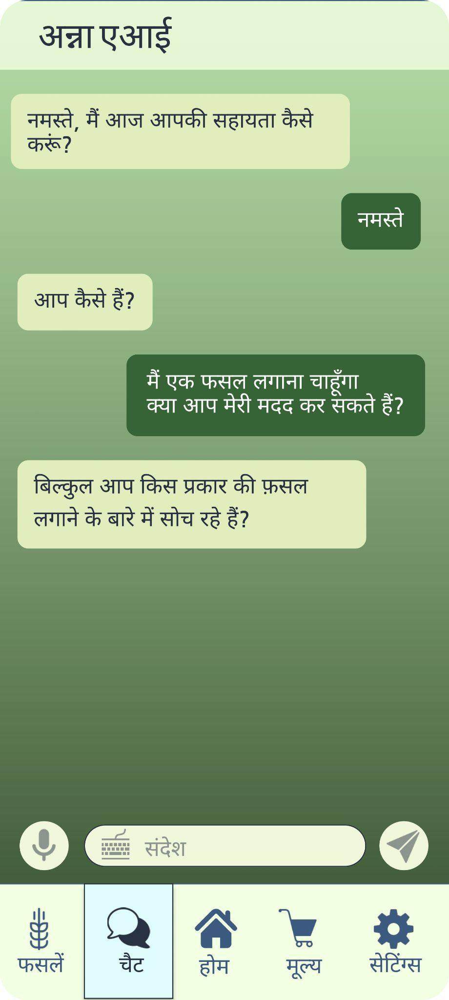 अन्ना एआई
नमस्ते, मैं आज आपकी सहायता कैसे
करूं?
नमस्ते
आप कैसे हैं?
मैं एक फसल लगाना चाहूँगा
क्या आप मेरी मदद कर सकते हैं?
बिल्कुल आप किस प्रकार की फ़सल
लगाने के बारे में सोच रहे हैं?
संदेश
फसलें
चैट
होम
मूल्य
सेटिंग्स